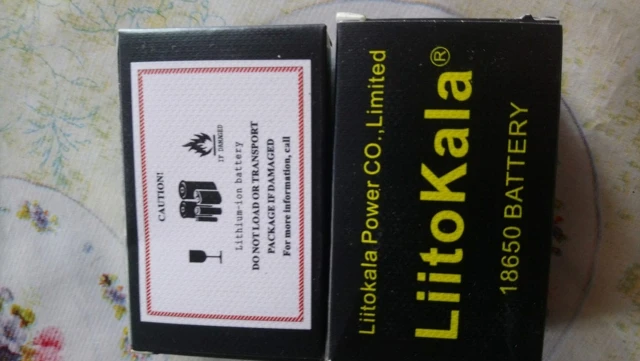 CAUTION!
IF DAMAGED
Lithium-ion battery
DO NOT LOAD OR TRANSPORT
PACKAGE IF DAMAGED
For more information, call
Liitokala Power CO.,Limited
LiitoKala®
18650 BATTERY